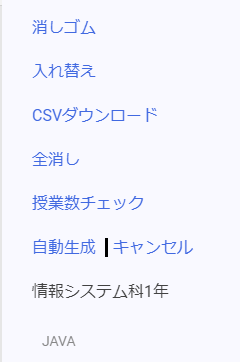 消しゴム
入れ替え
CSVダウンロード
全消し
授業数チェック
自動生成 | キャンセル
情報システム科1年
JAVA